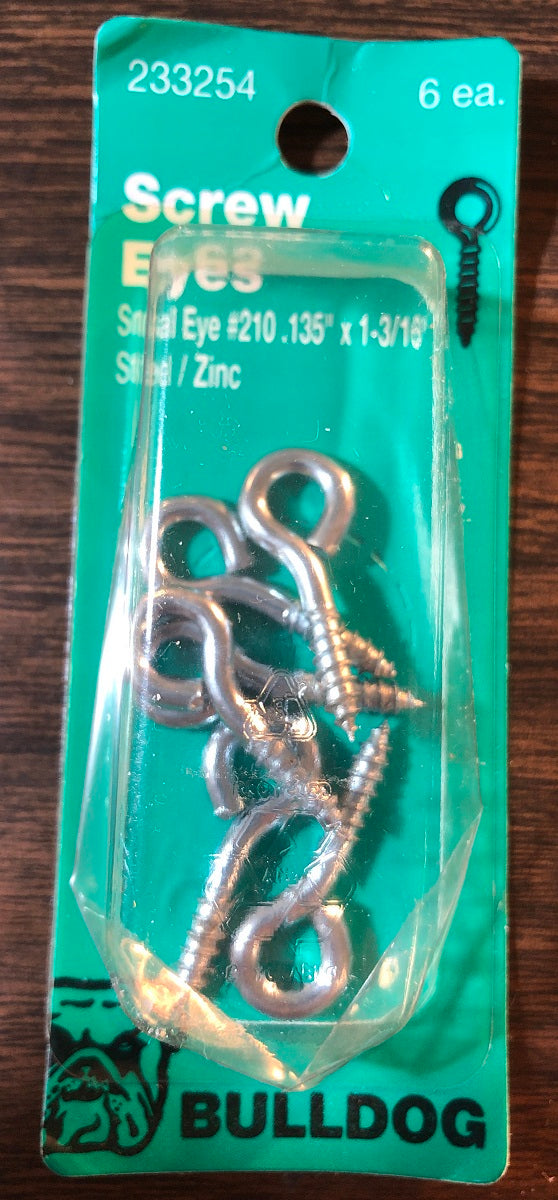 233254
6 ea.
Screw
Eyes
Small Eye #210 .135" x 1-3/16"
Steel / Zinc
BULLDOG